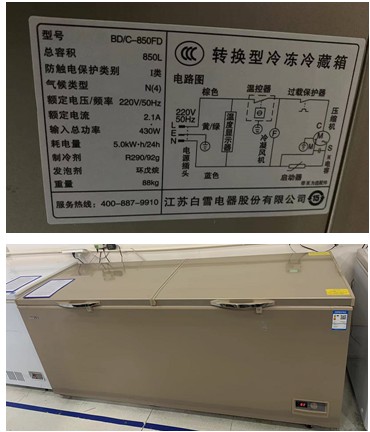 型号 BD/C-850FD
总容积 850L
防触电保护类别 I类
气候类型 N(4)
额定电压/频率 220V/50Hz
额定电流 2.1A
输入总功率 430W
耗电量 5.0kW·h/24h
制冷剂 R290/92g
发泡剂 环戊烷
重量 88kg
服务热线：400-887-9910
CCC 转换型冷冻冷藏箱
电路图
棕色 温控器 过载保护器
220V
50Hz
L
E
N
黄/绿
电源插头
蓝色
温度显示器
F
冷凝风机
启动器
压缩机
C
M
S
江苏白雪电器股份有限公司
15